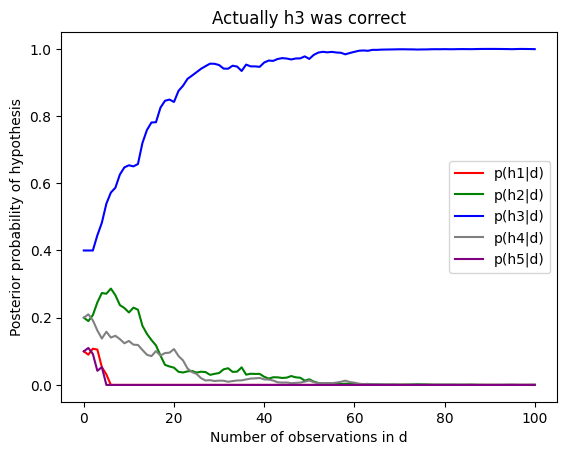 Actually h3 was correct
Posterior probability of hypothesis
1.0
0.8
0.6
0.4
0.2
0.0
p(h1|d)
p(h2|d)
p(h3|d)
p(h4|d)
p(h5|d)
0 20 40 60 80 100
Number of observations in d